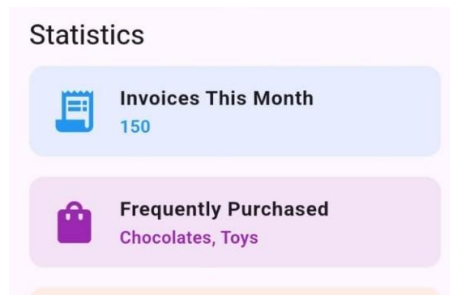 Statistics
Invoices This Month
150
Frequently Purchased
Chocolates, Toys